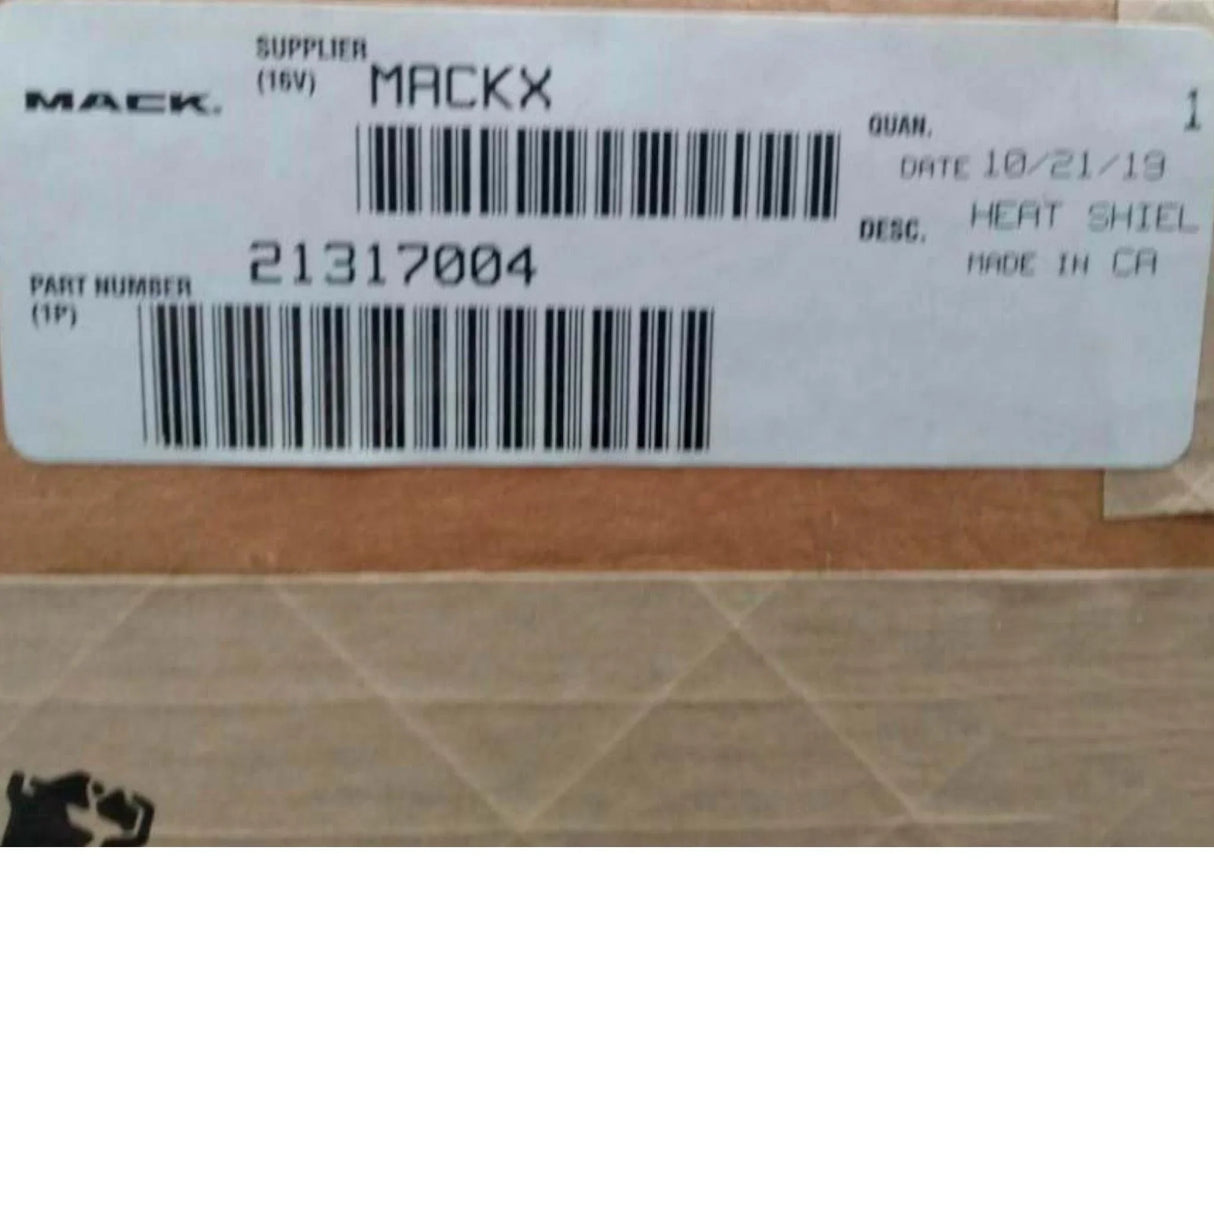 MACK.
SUPPLIER
(16V) MACKX
QUAN. 1
DATE 10/21/19
DESC. HEAT SHIEL
MADE IN CA
PART NUMBER 21317004
(1P)